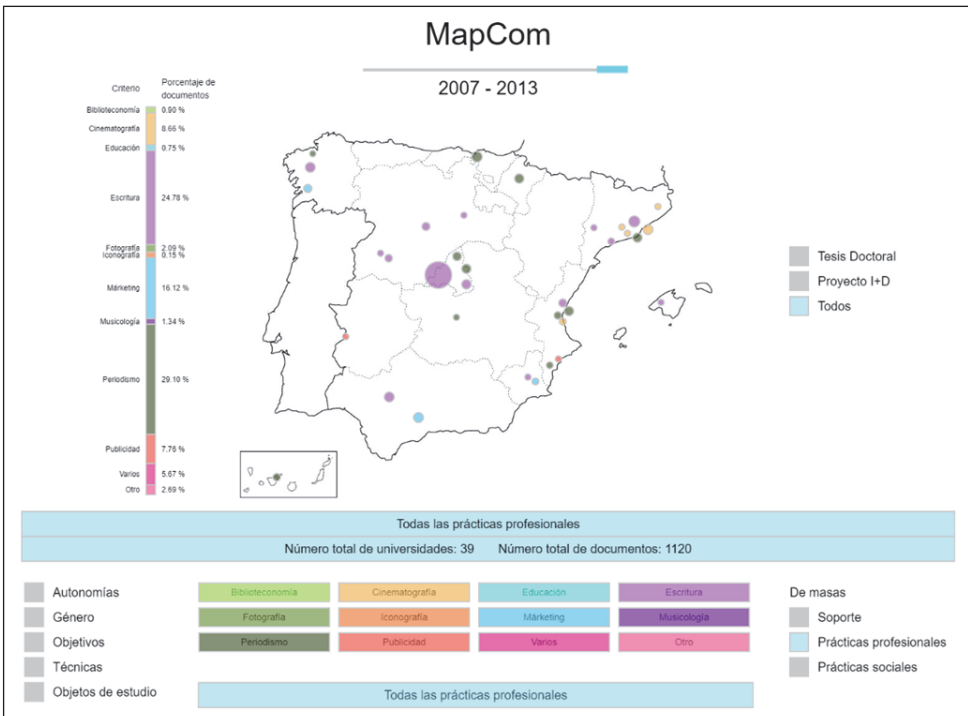 MapCom
2007 - 2013
Criterio
Porcentaje de documentos
Biblioteconomía 0.90 %
Cinematografía 8.66 %
Educación 0.75 %
Escritura 24.78 %
Fotografía 2.09 %
Iconografía 0.15 %
Márketing 16.12 %
Musicología 1.34 %
Periodismo 29.10 %
Publicidad 7.76 %
Varios 5.67 %
Otro 2.69 %
Tesis Doctoral
Proyecto I+D
Todos
Todas las prácticas profesionales
Número total de universidades: 39 Número total de documentos: 1120
Autonomías
Género
Objetivos
Técnicas
Objetos de estudio
Biblioteconomía Cinematografía Educación Escritura
Fotografía Iconografía Márketing Musicología
Periodismo Publicidad Varios Otro
Todas las prácticas profesionales
De masas
Soporte
Prácticas profesionales
Prácticas sociales